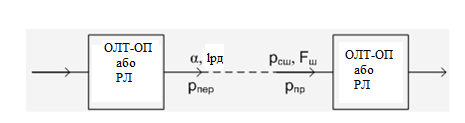 ОЛТ-ОП
або
РЛ
α, lрд
рпер
рсш, Fш
рпр
ОЛТ-ОП
або
РЛ